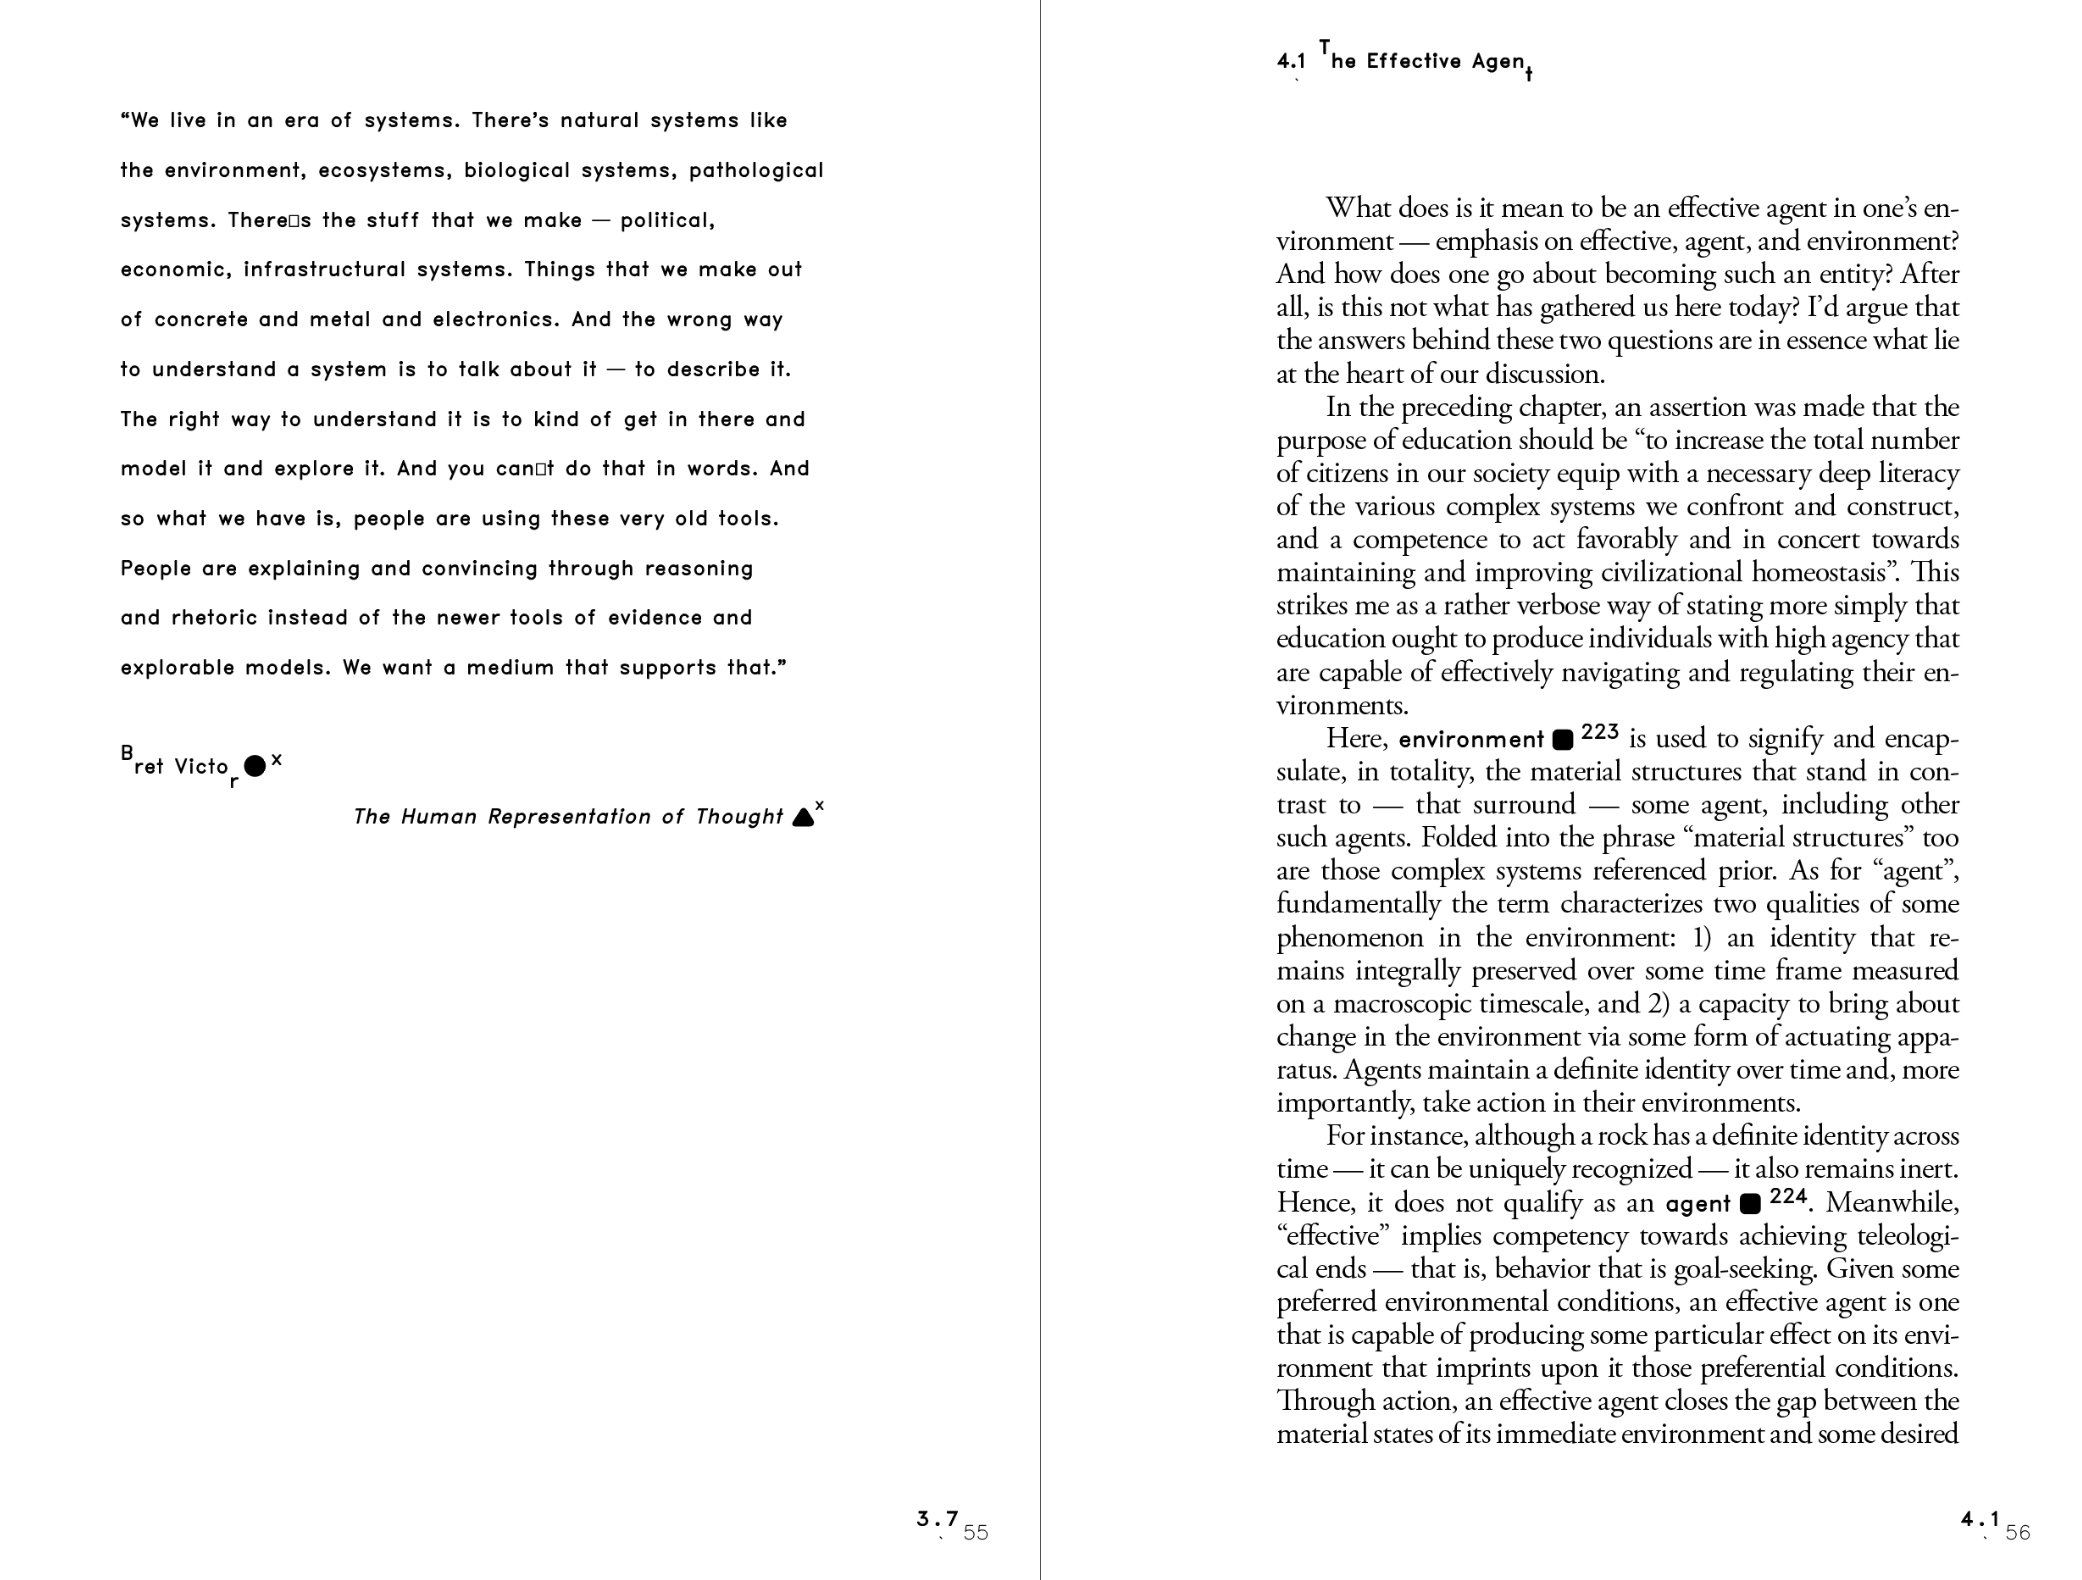 “We live in an era of systems. There’s natural systems like
the environment, ecosystems, biological systems, pathological
systems. There□s the stuff that we make — political,
economic, infrastructural systems. Things that we make out
of concrete and metal and electronics. And the wrong way
to understand a system is to talk about it — to describe it.
The right way to understand it is to kind of get in there and
model it and explore it. And you can□t do that in words. And
so what we have is, people are using these very old tools.
People are explaining and convincing through reasoning
and rhetoric instead of the newer tools of evidence and
explorable models. We want a medium that supports that.”
Bret Victor ● x
The Human Representation of Thought ▲ x
3.7 55
4.1 The Effective Agent
What does is it mean to be an effective agent in one’s en-
vironment — emphasis on effective, agent, and environment?
And how does one go about becoming such an entity? After
all, is this not what has gathered us here today? I’d argue that
the answers behind these two questions are in essence what lie
at the heart of our discussion.
In the preceding chapter, an assertion was made that the
purpose of education should be “to increase the total number
of citizens in our society equip with a necessary deep literacy
of the various complex systems we confront and construct,
and a competence to act favorably and in concert towards
maintaining and improving civilizational homeostasis”. This
strikes me as a rather verbose way of stating more simply that
education ought to produce individuals with high agency that
are capable of effectively navigating and regulating their en-
vironments.
Here, environment ■ 223 is used to signify and encap-
sulate, in totality, the material structures that stand in con-
trast to — that surround — some agent, including other
such agents. Folded into the phrase “material structures” too
are those complex systems referenced prior. As for “agent”,
fundamentally the term characterizes two qualities of some
phenomenon in the environment: 1) an identity that re-
mains integrally preserved over some time frame measured
on a macroscopic timescale, and 2) a capacity to bring about
change in the environment via some form of actuating appa-
ratus. Agents maintain a definite identity over time and, more
importantly, take action in their environments.
For instance, although a rock has a definite identity across
time — it can be uniquely recognized — it also remains inert.
Hence, it does not qualify as an agent ■ 224. Meanwhile,
“effective” implies competency towards achieving teleologi-
cal ends — that is, behavior that is goal-seeking. Given some
preferred environmental conditions, an effective agent is one
that is capable of producing some particular effect on its envi-
ronment that imprints upon it those preferential conditions.
Through action, an effective agent closes the gap between the
material states of its immediate environment and some desired
4.1 56